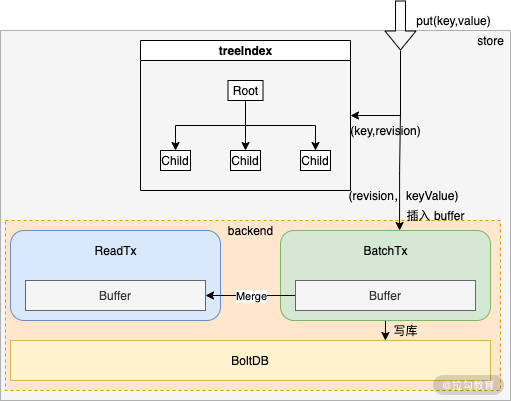 put(key,value)
store
treeIndex
Root
Child
Child
Child
(key,revision)
(revision, keyValue)
插入 buffer
backend
ReadTx
BatchTx
Buffer
Merge
Buffer
写库
BoltDB
@拉勾教育